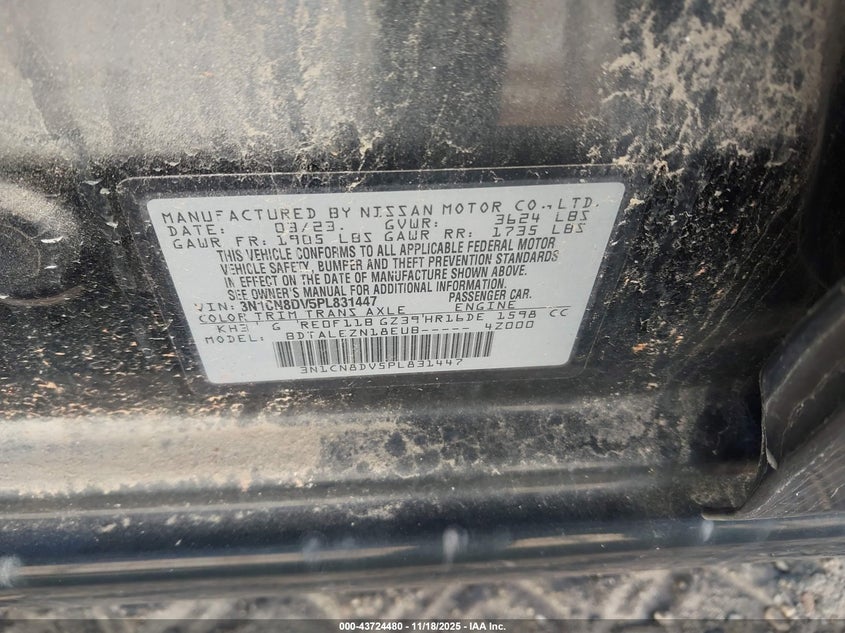 MANUFACTURED BY NISSAN MOTOR CO.,LTD.
DATE: 03/23. GVWR: 3624 LBS
GAWR FR: 1905 LBS GAWR RR: 1735 LBS
THIS VEHICLE CONFORMS TO ALL APPLICABLE FEDERAL MOTOR
VEHICLE SAFETY, BUMPER AND THEFT PREVENTION STANDARDS
IN EFFECT ON THE DATE OF MANUFACTURE SHOWN ABOVE.
SEE OWNER'S MANUAL FOR ADDITIONAL INFORMATION.
VIN: 3N1CN8DV5PL831447 PASSENGER CAR.
COLOR TRIM TRANS AXLE ENGINE
KH3 G RE0F11B GZ39 HR16DE 1598 CC
MODEL: BDTALEZN18EUB----- 4Z000
3N1CN8DV5PL831447
000-43724480 - 11/18/2025 - ©IAA Inc.